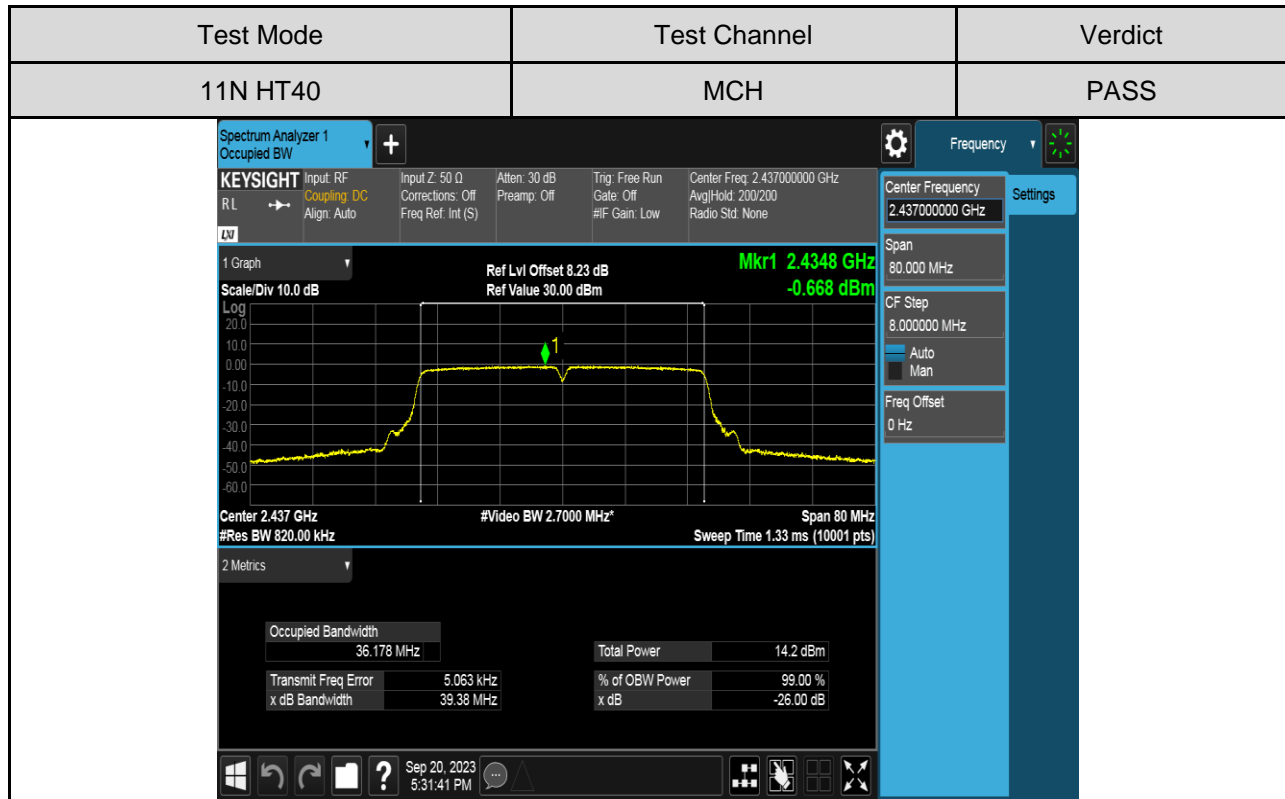 Test Mode Test Channel Verdict
11N HT40 MCH PASS
Spectrum Analyzer 1
Occupied BW
+
Frequency
KEYSIGHT Input: RF Input Z: 50 Ω Atten: 30 dB Trig: Free Run Center Freq: 2.437000000 GHz
RL Coupling: DC Corrections: Off Preamp: Off Gate: Off Avg|Hold: 200/200
Align: Auto Freq Ref: Int (S) #IF Gain: Low Radio Std: None
LXI
Center Frequency
2.437000000 GHz
Settings
Span
80.000 MHz
CF Step
8.000000 MHz
Auto
Man
Freq Offset
0 Hz
1 Graph
Scale/Div 10.0 dB
Ref Lvl Offset 8.23 dB
Ref Value 30.00 dBm
Mkr1 2.4348 GHz
-0.668 dBm
Log
20.0
10.0
0.00
-10.0
-20.0
-30.0
-40.0
-50.0
-60.0
1
Center 2.437 GHz #Video BW 2.7000 MHz* Span 80 MHz
#Res BW 820.00 kHz Sweep Time 1.33 ms (10001 pts)
2 Metrics
Occupied Bandwidth
36.178 MHz
Total Power 14.2 dBm
Transmit Freq Error 5.063 kHz % of OBW Power 99.00 %
x dB Bandwidth 39.38 MHz x dB -26.00 dB
?
Sep 20, 2023
5:31:41 PM